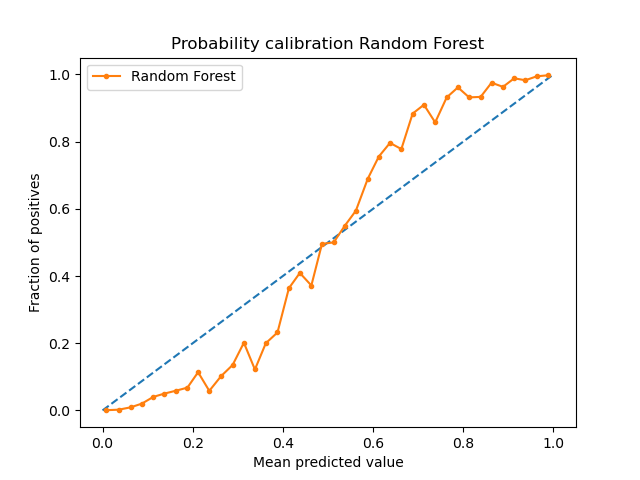 Probability calibration Random Forest
Random Forest
1.0
0.8
0.6
0.4
0.2
0.0
Fraction of positives
0.0 0.2 0.4 0.6 0.8 1.0
Mean predicted value